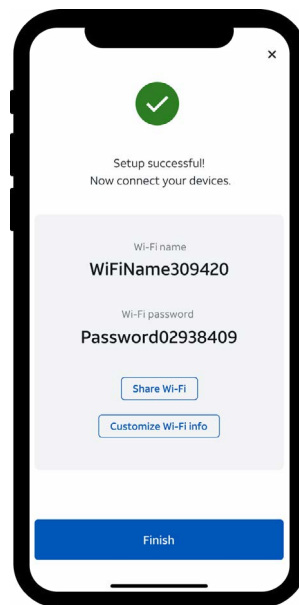 ×
Setup successful!
Now connect your devices.
Wi-Fi name
WiFiName309420
Wi-Fi password
Password02938409
Share Wi-Fi
Customize Wi-Fi info
Finish